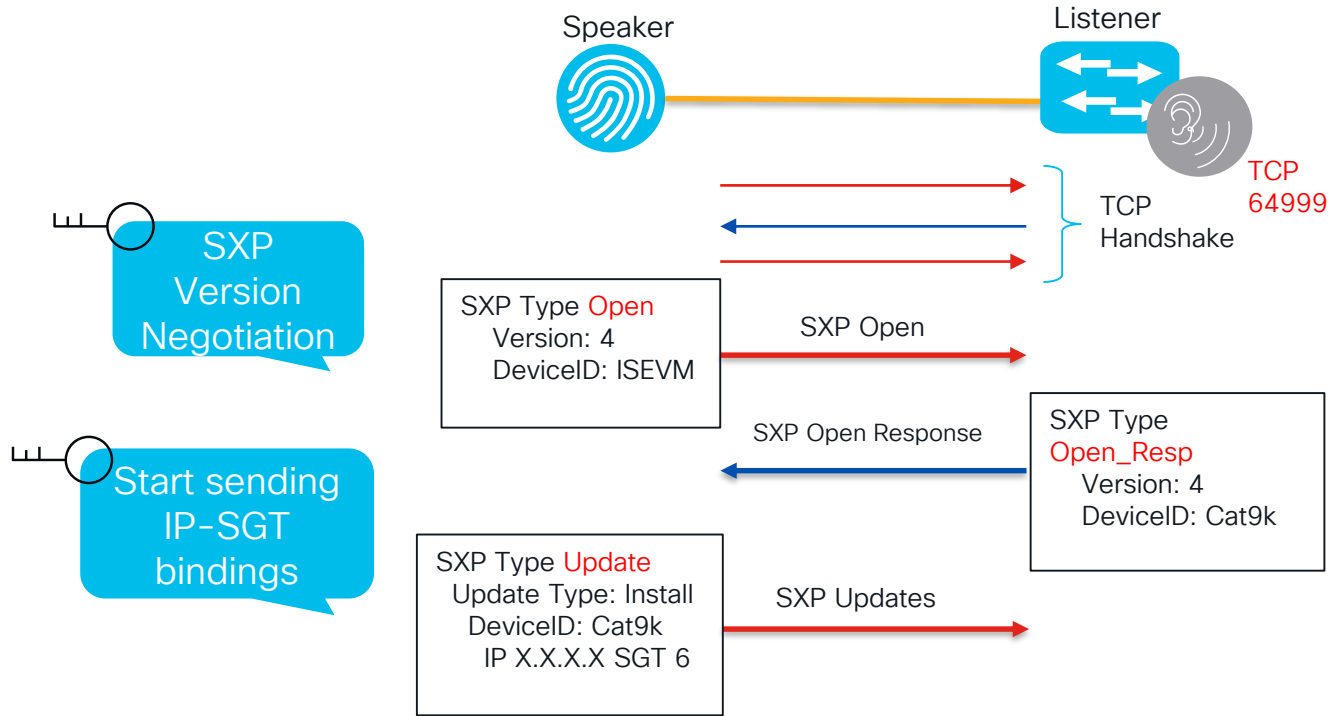 Speaker
Listener
TCP
64999
TCP
Handshake
SXP
Version
Negotiation
SXP Type Open
Version: 4
DeviceID: ISEVM
SXP Open
SXP Open Response
SXP Type
Open_Resp
Version: 4
DeviceID: Cat9k
Start sending
IP-SGT
bindings
SXP Type Update
Update Type: Install
DeviceID: Cat9k
IP X.X.X.X SGT 6
SXP Updates